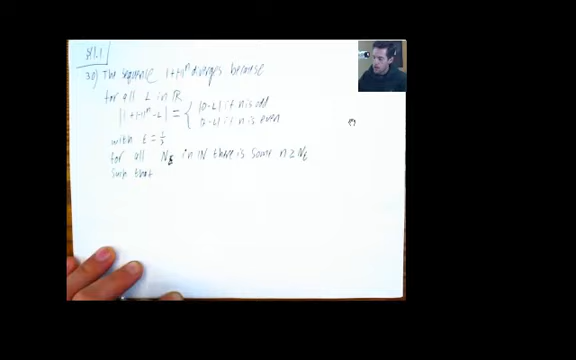 §11.1
30) The sequence 1+(-1)^n diverges because
for all L in ℝ
|1+(-1)^n-L| = { |0-L| if n is odd
|2-L| if n is even
with ε = 1/3
for all N_ε in ℕ there is some n ≥ N_ε
such that